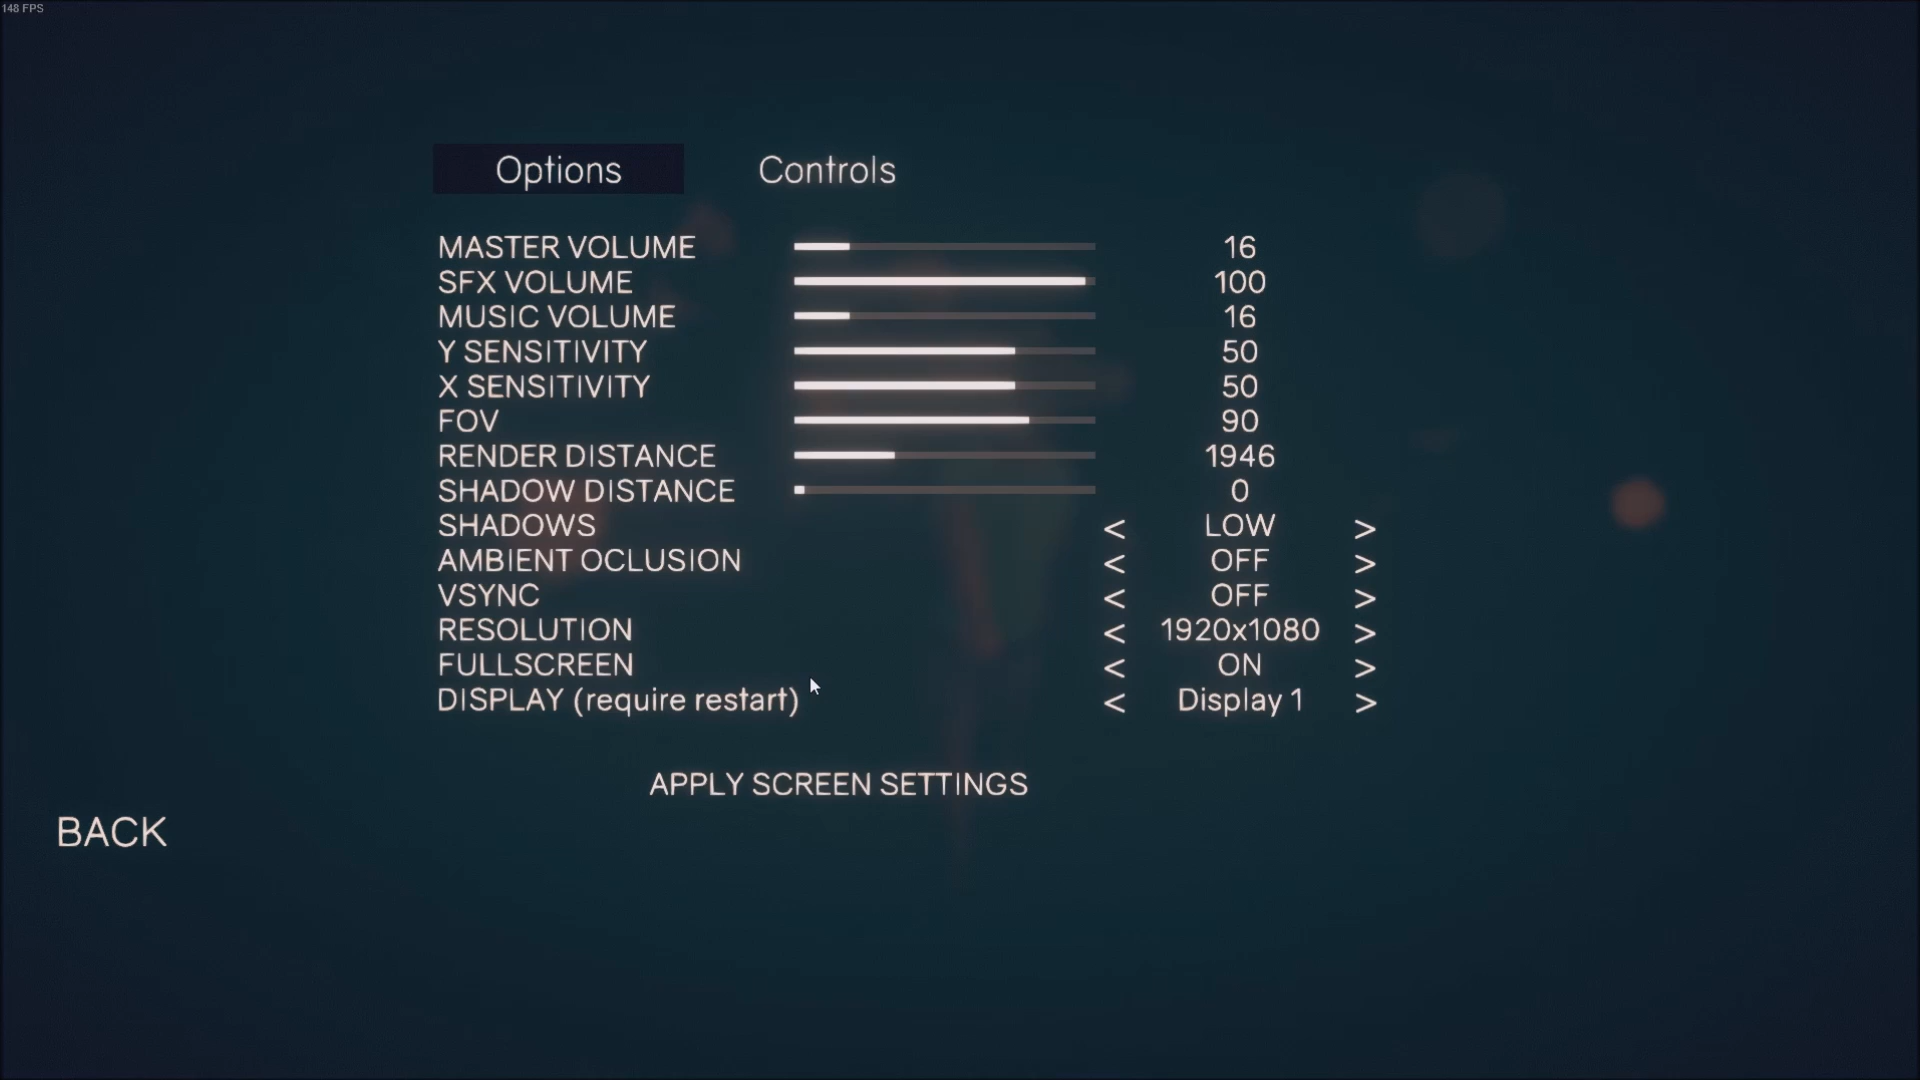 148 FPS
Options Controls
MASTER VOLUME 16
SFX VOLUME 100
MUSIC VOLUME 16
Y SENSITIVITY 50
X SENSITIVITY 50
FOV 90
RENDER DISTANCE 1946
SHADOW DISTANCE 0
SHADOWS < LOW >
AMBIENT OCLUSION < OFF >
VSYNC < OFF >
RESOLUTION < 1920x1080 >
FULLSCREEN < ON >
DISPLAY (require restart) < Display 1 >
APPLY SCREEN SETTINGS
BACK